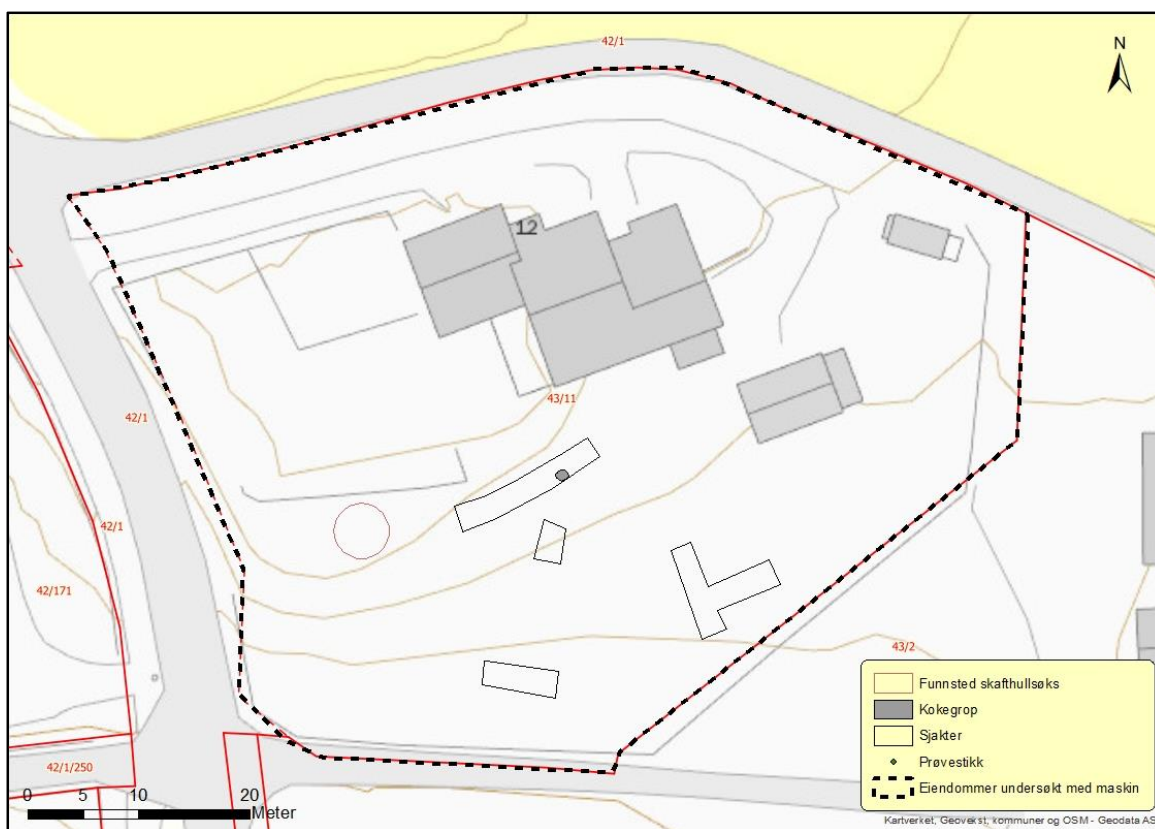 42/1
N
12
43/11
42/1
42/1
42/171
43/2
42/1/250
Funnsted skafthullsøks
Kokegrop
Sjakter
Prøvestikk
Eiendommer undersøkt med maskin
0 5 10 20
Meter
Kartverket, Geovekst, kommuner og OSM - Geodata AS